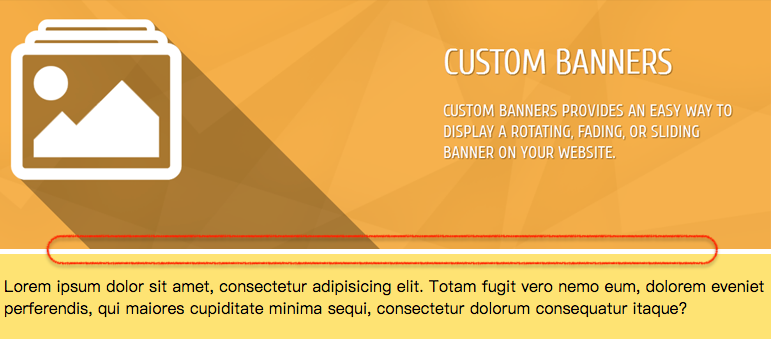 CUSTOM BANNERS
CUSTOM BANNERS PROVIDES AN EASY WAY TO
DISPLAY A ROTATING, FADING, OR SLIDING
BANNER ON YOUR WEBSITE.
Lorem ipsum dolor sit amet, consectetur adipisicing elit. Totam fugit vero nemo eum, dolorem eveniet
perferendis, qui maiores cupiditate minima sequi, consectetur dolorum consequatur itaque?